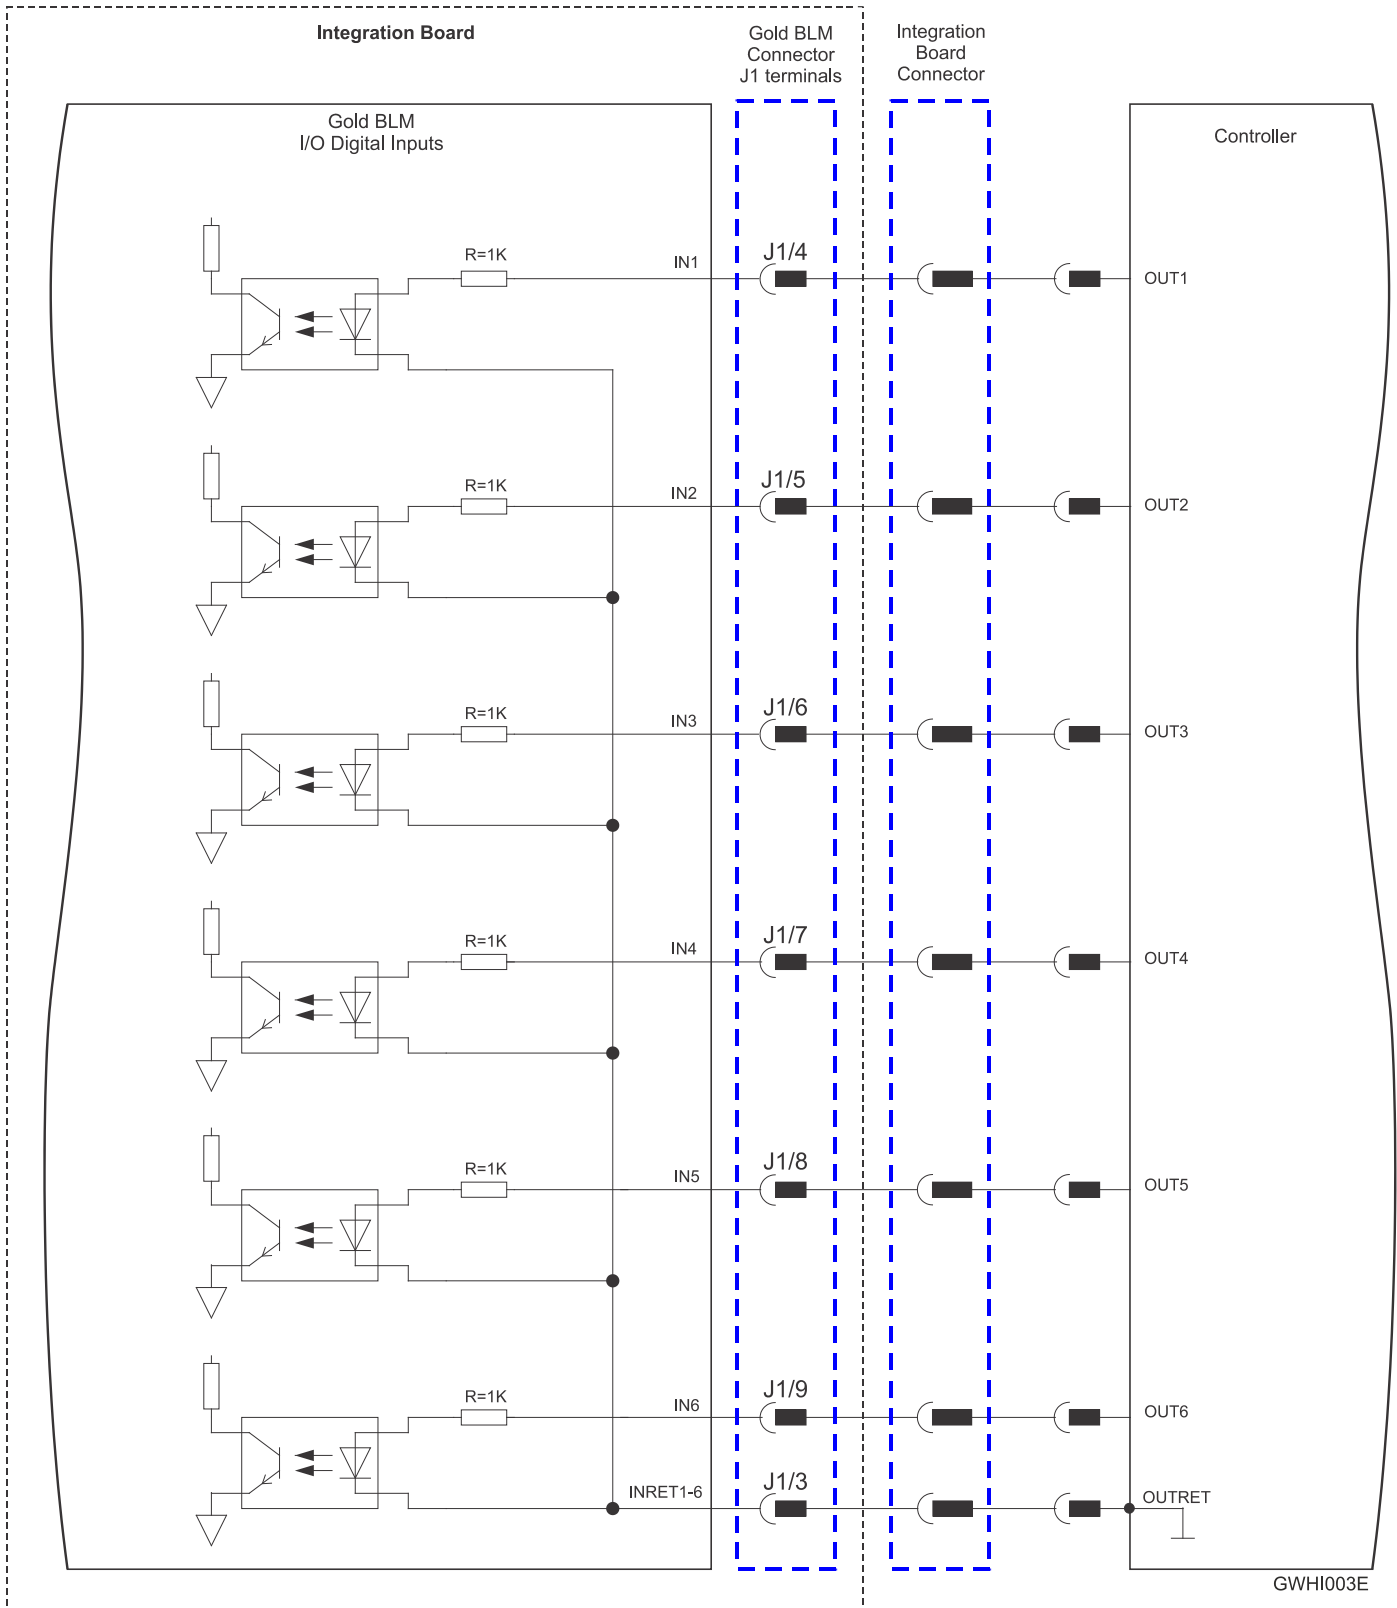 Integration Board
Gold BLM
Connector
J1 terminals
Integration
Board
Connector
Gold BLM
I/O Digital Inputs
Controller
R=1K
IN1
J1/4
OUT1
R=1K
IN2
J1/5
OUT2
R=1K
IN3
J1/6
OUT3
R=1K
IN4
J1/7
OUT4
R=1K
IN5
J1/8
OUT5
R=1K
IN6
J1/9
OUT6
INRET1-6
J1/3
OUTRET
GWHI003E